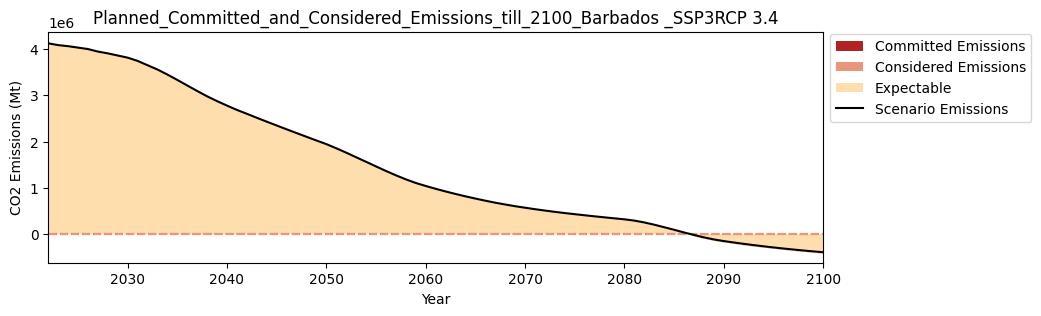 Planned_Committed_and_Considered_Emissions_till_2100_Barbados _SSP3RCP 3.4
1e6
4
3
2
1
0
CO2 Emissions (Mt)
2030 2040 2050 2060 2070 2080 2090 2100
Year
Committed Emissions
Considered Emissions
Expectable
Scenario Emissions